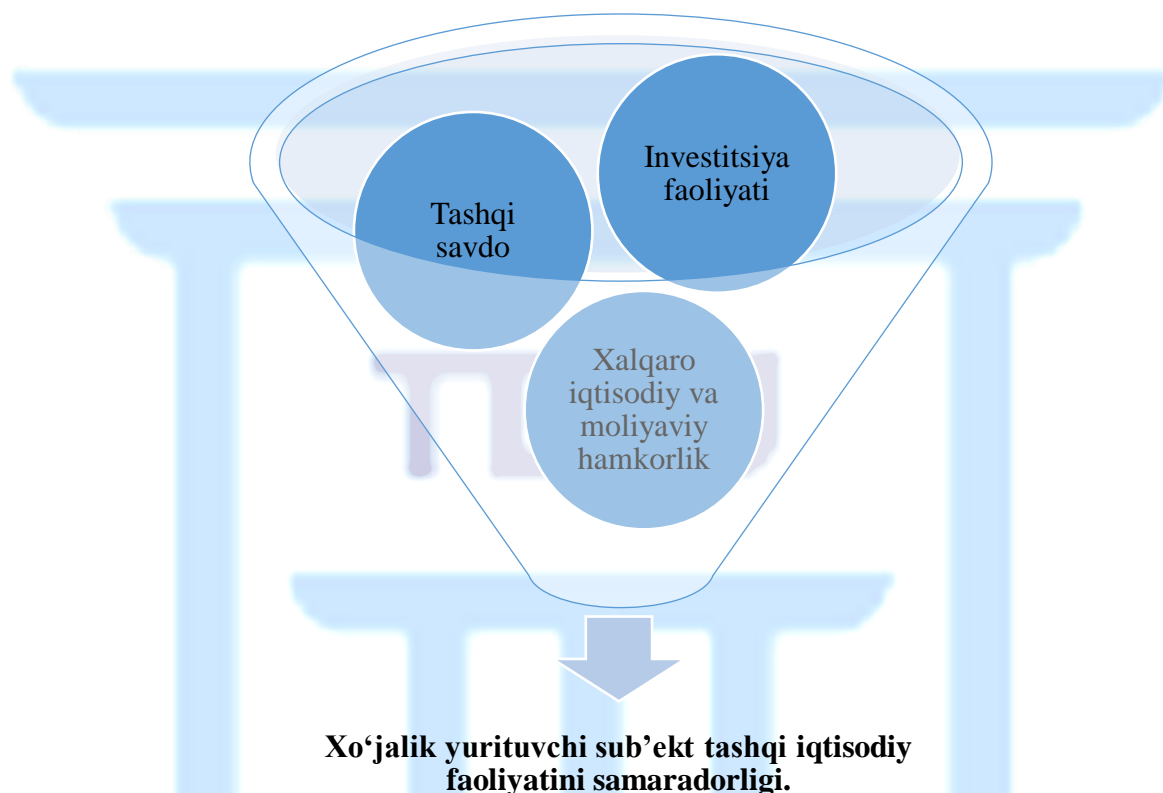 Investitsiya
faoliyati
Tashqi
savdo
Xalqaro
iqtisodiy va
moliyaviy
hamkorlik
Xo‘jalik yurituvchi sub’ekt tashqi iqtisodiy
faoliyatini samaradorligi.